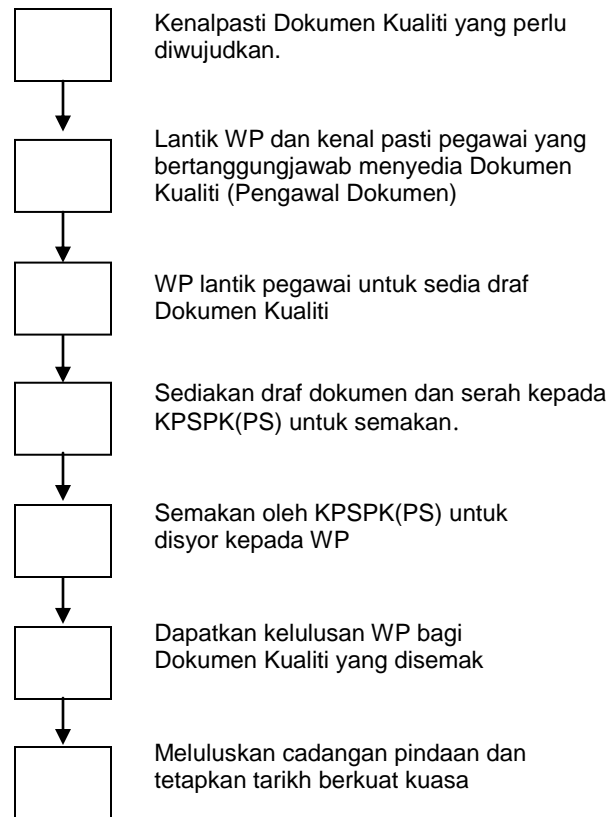 Kenalpasti Dokumen Kualiti yang perlu
diwujudkan.
Lantik WP dan kenal pasti pegawai yang
bertanggungjawab menyedia Dokumen
Kualiti (Pengawal Dokumen)
WP lantik pegawai untuk sedia draf
Dokumen Kualiti
Sediakan draf dokumen dan serah kepada
KPSPK(PS) untuk semakan.
Semakan oleh KPSPK(PS) untuk
disyor kepada WP
Dapatkan kelulusan WP bagi
Dokumen Kualiti yang disemak
Meluluskan cadangan pindaan dan
tetapkan tarikh berkuat kuasa